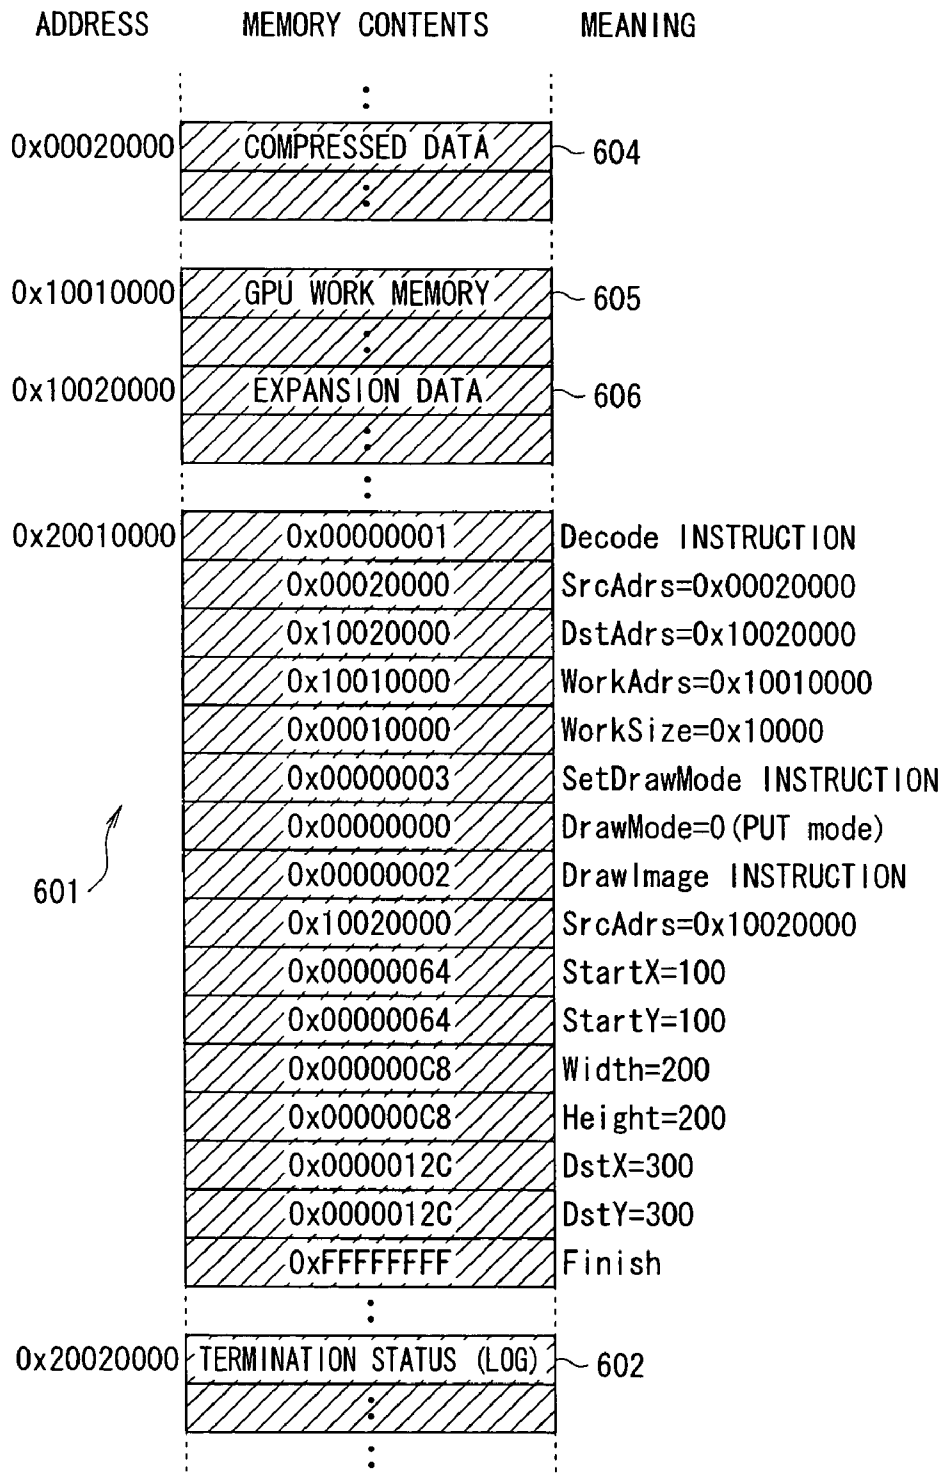 ADDRESS MEMORY CONTENTS MEANING
0x00020000 COMPRESSED DATA 604
0x10010000 GPU WORK MEMORY 605
0x10020000 EXPANSION DATA 606
0x20010000 0x00000001 Decode INSTRUCTION
0x00020000 SrcAdrs=0x00020000
0x10020000 DstAdrs=0x10020000
0x10010000 WorkAdrs=0x10010000
0x00010000 WorkSize=0x10000
0x00000003 SetDrawMode INSTRUCTION
0x00000000 DrawMode=0(PUT mode)
0x00000002 DrawImage INSTRUCTION
601 0x10020000 SrcAdrs=0x10020000
0x00000064 StartX=100
0x00000064 StartY=100
0x000000C8 Width=200
0x000000C8 Height=200
0x0000012C DstX=300
0x0000012C DstY=300
0xFFFFFFFF Finish
0x20020000 TERMINATION STATUS (LOG) 602